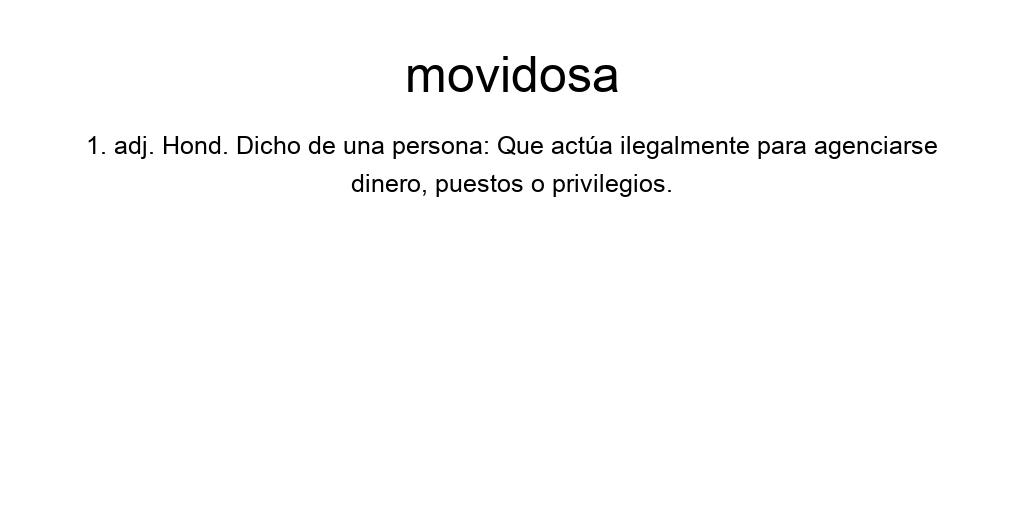 movidosa
1. adj. Hond. Dicho de una persona: Que actúa ilegalmente para agenciarse
dinero, puestos o privilegios.